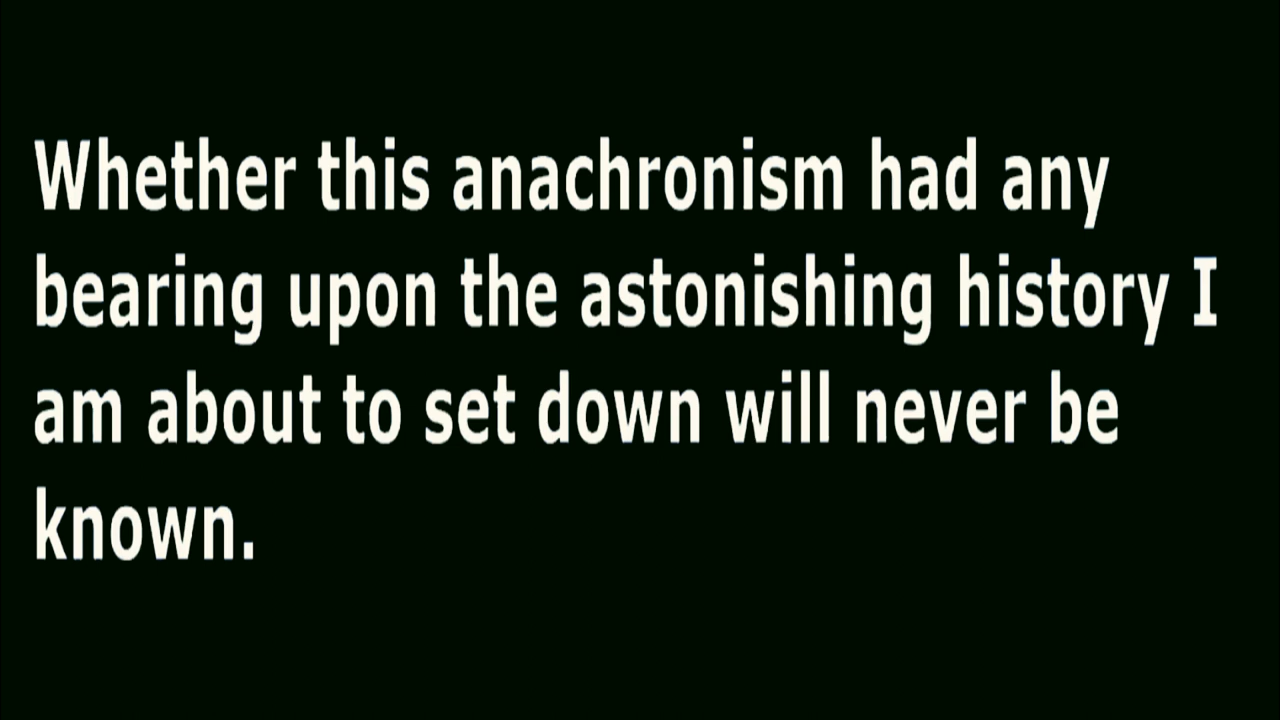 Whether this anachronism had any
bearing upon the astonishing history I
am about to set down will never be
known.